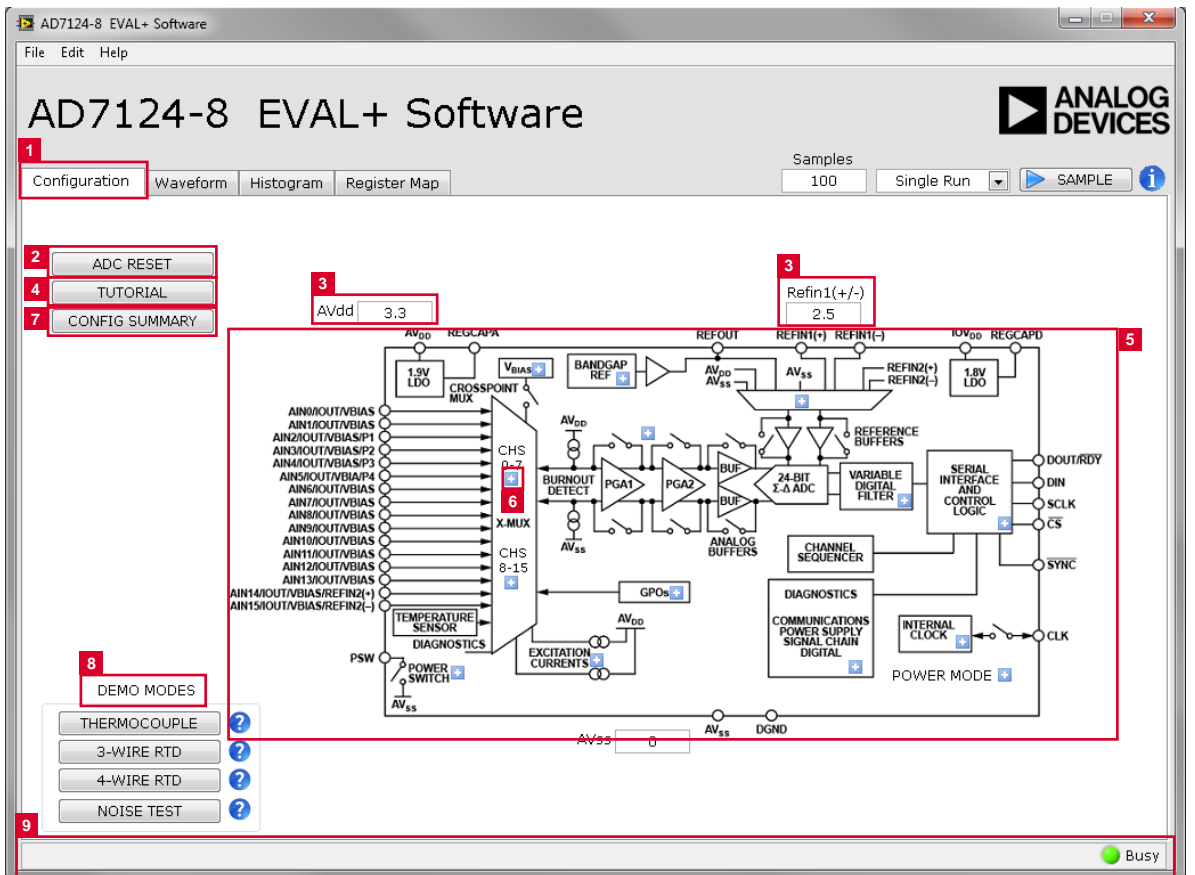 AD7124-8 EVAL+ Software
File Edit Help
AD7124-8 EVAL+ Software
ANALOG
DEVICES
1
Configuration
Waveform
Histogram
Register Map
Samples
100
Single Run
SAMPLE
i
2
ADC RESET
4
TUTORIAL
7
CONFIG SUMMARY
3
AVdd 3.3
3
Refin1(+/-)
2.5
5
AVDD
REGCAPA
REFOUT
REFIN1(+)
REFIN1(–)
IOVDD
REGCAPD
1.9V
LDO
VBIAS
CROSSPOINT
MUX
BANDGAP
REF
AVDD
AVSS
AVSS
REFIN2(+)
REFIN2(–)
1.8V
LDO
REFERENCE
BUFFERS
AIN0/IOUT/VBIAS
AIN1/IOUT/VBIAS
AIN2/IOUT/VBIAS/P1
AIN3/IOUT/VBIAS/P2
AIN4/IOUT/VBIAS/P3
AIN5/IOUT/VBIA/P4
AIN6/IOUT/VBIAS
AIN7/IOUT/VBIAS
AIN8/IOUT/VBIAS
AIN9/IOUT/VBIAS
AIN10/IOUT/VBIAS
AIN11/IOUT/VBIAS
AIN12/IOUT/VBIAS
AIN13/IOUT/VBIAS
AIN14/IOUT/VBIAS/REFIN2(+)
AIN15/IOUT/VBIAS/REFIN2(–)
CHS
0-7
6
X-MUX
CHS
8-15
AVDD
BURNOUT
DETECT
AVSS
PGA1
PGA2
BUF
BUF
ANALOG
BUFFERS
24-BIT
Σ-Δ ADC
VARIABLE
DIGITAL
FILTER
SERIAL
INTERFACE
AND
CONTROL
LOGIC
DOUT/RDY
DIN
SCLK
CS
SYNC
CHANNEL
SEQUENCER
GPOs
DIAGNOSTICS
COMMUNICATIONS
POWER SUPPLY
SIGNAL CHAIN
DIGITAL
INTERNAL
CLOCK
CLK
POWER MODE
TEMPERATURE
SENSOR
DIAGNOSTICS
AVDD
EXCITATION
CURRENTS
PSW
POWER
SWITCH
AVSS
AVSS
DGND
AVss 0
8
DEMO MODES
THERMOCOUPLE ?
3-WIRE RTD ?
4-WIRE RTD ?
NOISE TEST ?
9
Busy